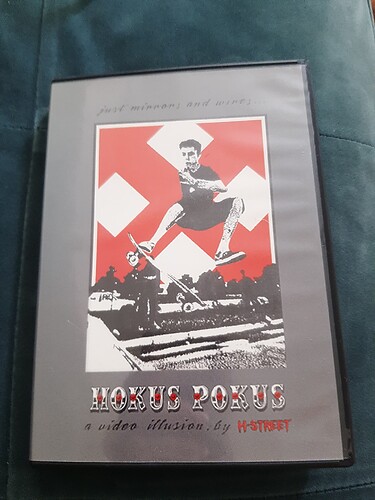 just mirrors and wires
HOKUS POKUS
a video illusion. by H-STREET